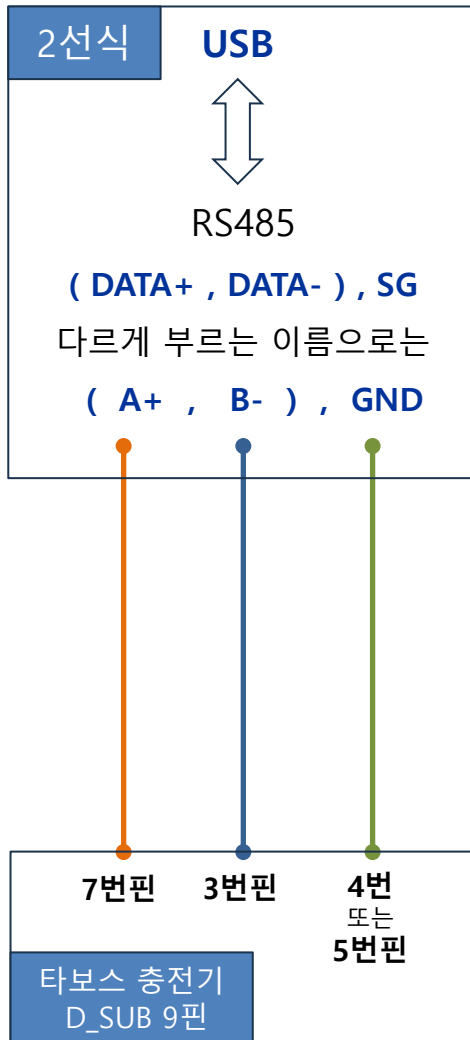 2선식
USB
RS485
( DATA+ , DATA- ) , SG
다르게 부르는 이름으로는
( A+ , B- ) , GND
7번핀 3번핀 4번
또는
5번핀
타보스 충전기
D_SUB 9핀